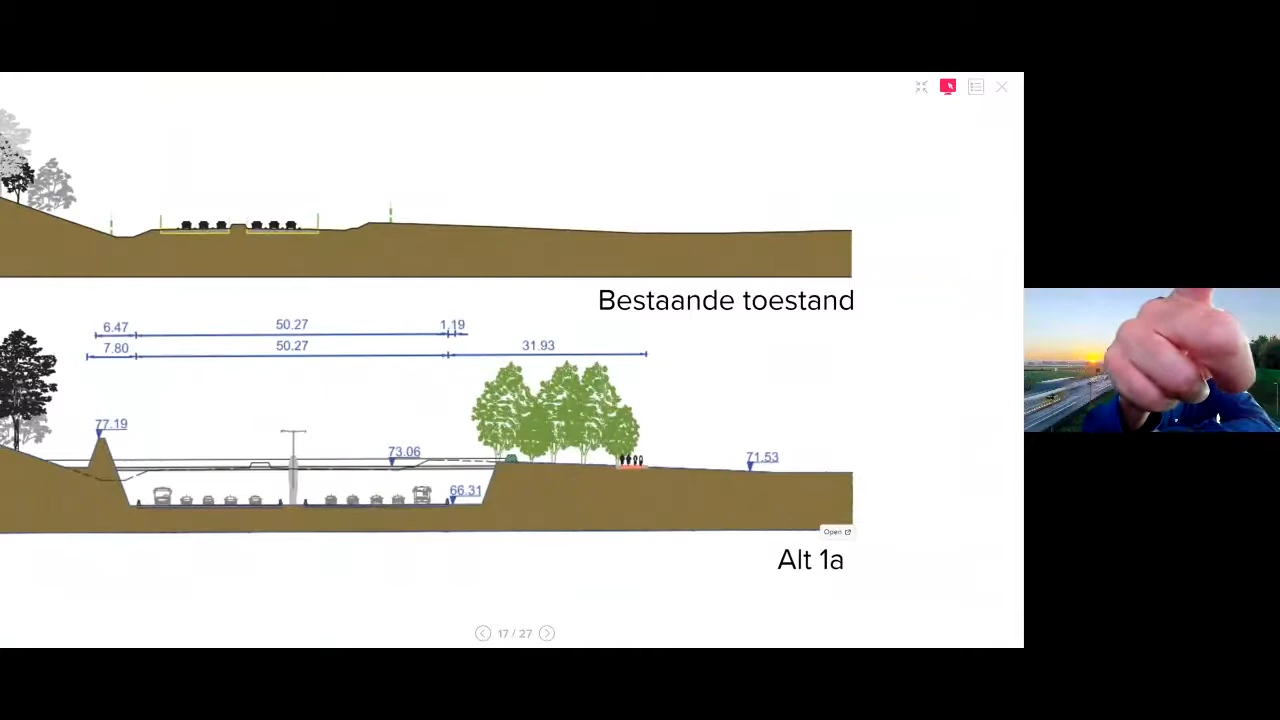 Bestaande toestand
6.47 50.27 1,19
7.80 50.27 31.93
77.19
73.06
71.53
66.31
Open
Alt 1a
17 / 27